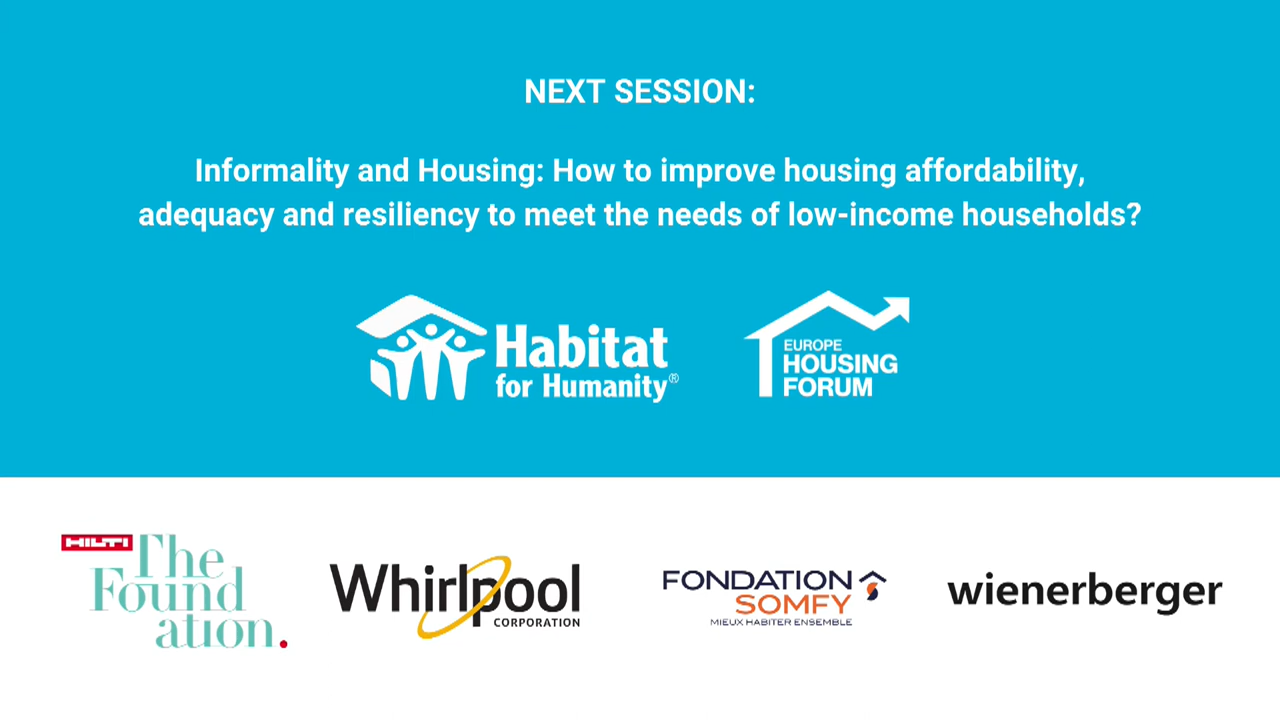 NEXT SESSION:
Informality and Housing: How to improve housing affordability,
adequacy and resiliency to meet the needs of low-income households?
Habitat
for Humanity®
EUROPE
HOUSING
FORUM
HILTI
The
Found
ation.
Whirlpool
CORPORATION
FONDATION
SOMFY
MIEUX HABITER ENSEMBLE
wienerberger